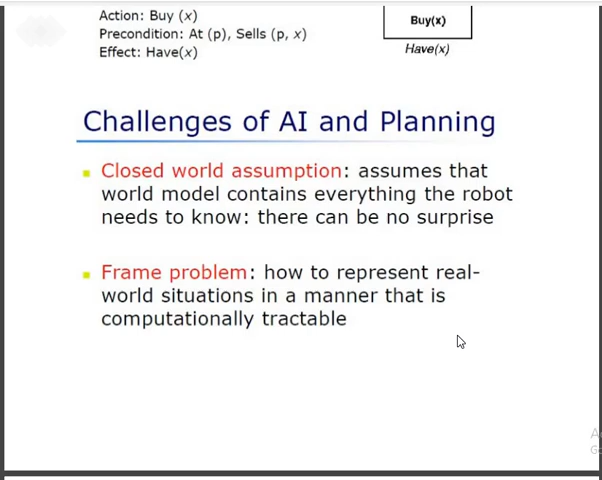 Action: Buy (x)
Precondition: At (p), Sells (p, x)
Effect: Have(x)
Buy(x)
Have(x)
Challenges of AI and Planning
Closed world assumption: assumes that
world model contains everything the robot
needs to know: there can be no surprise
Frame problem: how to represent real-
world situations in a manner that is
computationally tractable